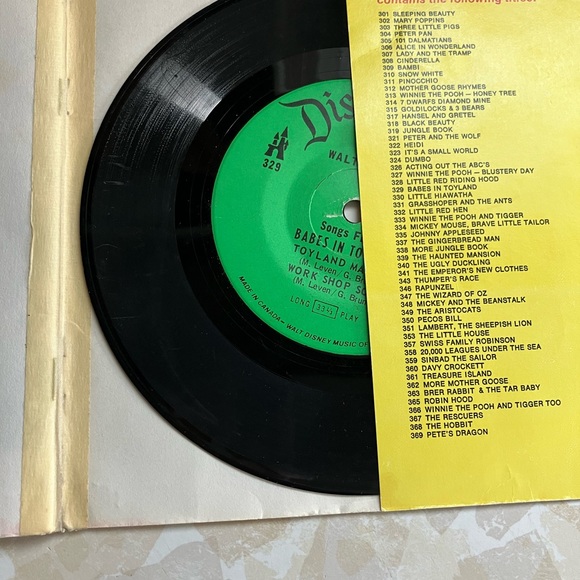 contains the following titles:
301 SLEEPING BEAUTY
302 MARY POPPINS
303 THREE LITTLE PIGS
304 PETER PAN
305 101 DALMATIANS
306 ALICE IN WONDERLAND
307 LADY AND THE TRAMP
308 CINDERELLA
309 BAMBI
310 SNOW WHITE
311 PINOCCHIO
312 MOTHER GOOSE RHYMES
313 WINNIE THE POOH — HONEY TREE
314 7 DWARFS DIAMOND MINE
315 GOLDILOCKS & 3 BEARS
317 HANSEL AND GRETEL
318 BLACK BEAUTY
319 JUNGLE BOOK
321 PETER AND THE WOLF
322 HEIDI
323 IT'S A SMALL WORLD
324 DUMBO
326 ACTING OUT THE ABC'S
327 WINNIE THE POOH — BLUSTERY DAY
328 LITTLE RED RIDING HOOD
329 BABES IN TOYLAND
330 LITTLE HIAWATHA
331 GRASSHOPER AND THE ANTS
332 LITTLE RED HEN
333 WINNIE THE POOH AND TIGGER
334 MICKEY MOUSE, BRAVE LITTLE TAILOR
335 JOHNNY APPLESEED
337 THE GINGERBREAD MAN
338 MORE JUNGLE BOOK
339 THE HAUNTED MANSION
340 THE UGLY DUCKLING
341 THE EMPEROR'S NEW CLOTHES
343 THUMPER'S RACE
346 RAPUNZEL
347 THE WIZARD OF OZ
348 MICKEY AND THE BEANSTALK
349 THE ARISTOCATS
350 PECOS BILL
351 LAMBERT, THE SHEEPISH LION
353 THE LITTLE HOUSE
357 SWISS FAMILY ROBINSON
358 20,000 LEAGUES UNDER THE SEA
359 SINBAD THE SAILOR
360 DAVY CROCKETT
361 TREASURE ISLAND
362 MORE MOTHER GOOSE
363 BRER RABBIT & THE TAR BABY
365 ROBIN HOOD
366 WINNIE THE POOH AND TIGGER TOO
367 THE RESCUERS
368 THE HOBBIT
369 PETE'S DRAGON
Dis
WALT
329
Songs F
BABES IN TO
TOYLAND MA
(M. Leven/G. Bru
WORK SHOP S
(M. Leven/G. Brun
LONG 33⅓ PLAY
MADE IN CANADA—WALT DISNEY MUSIC OF